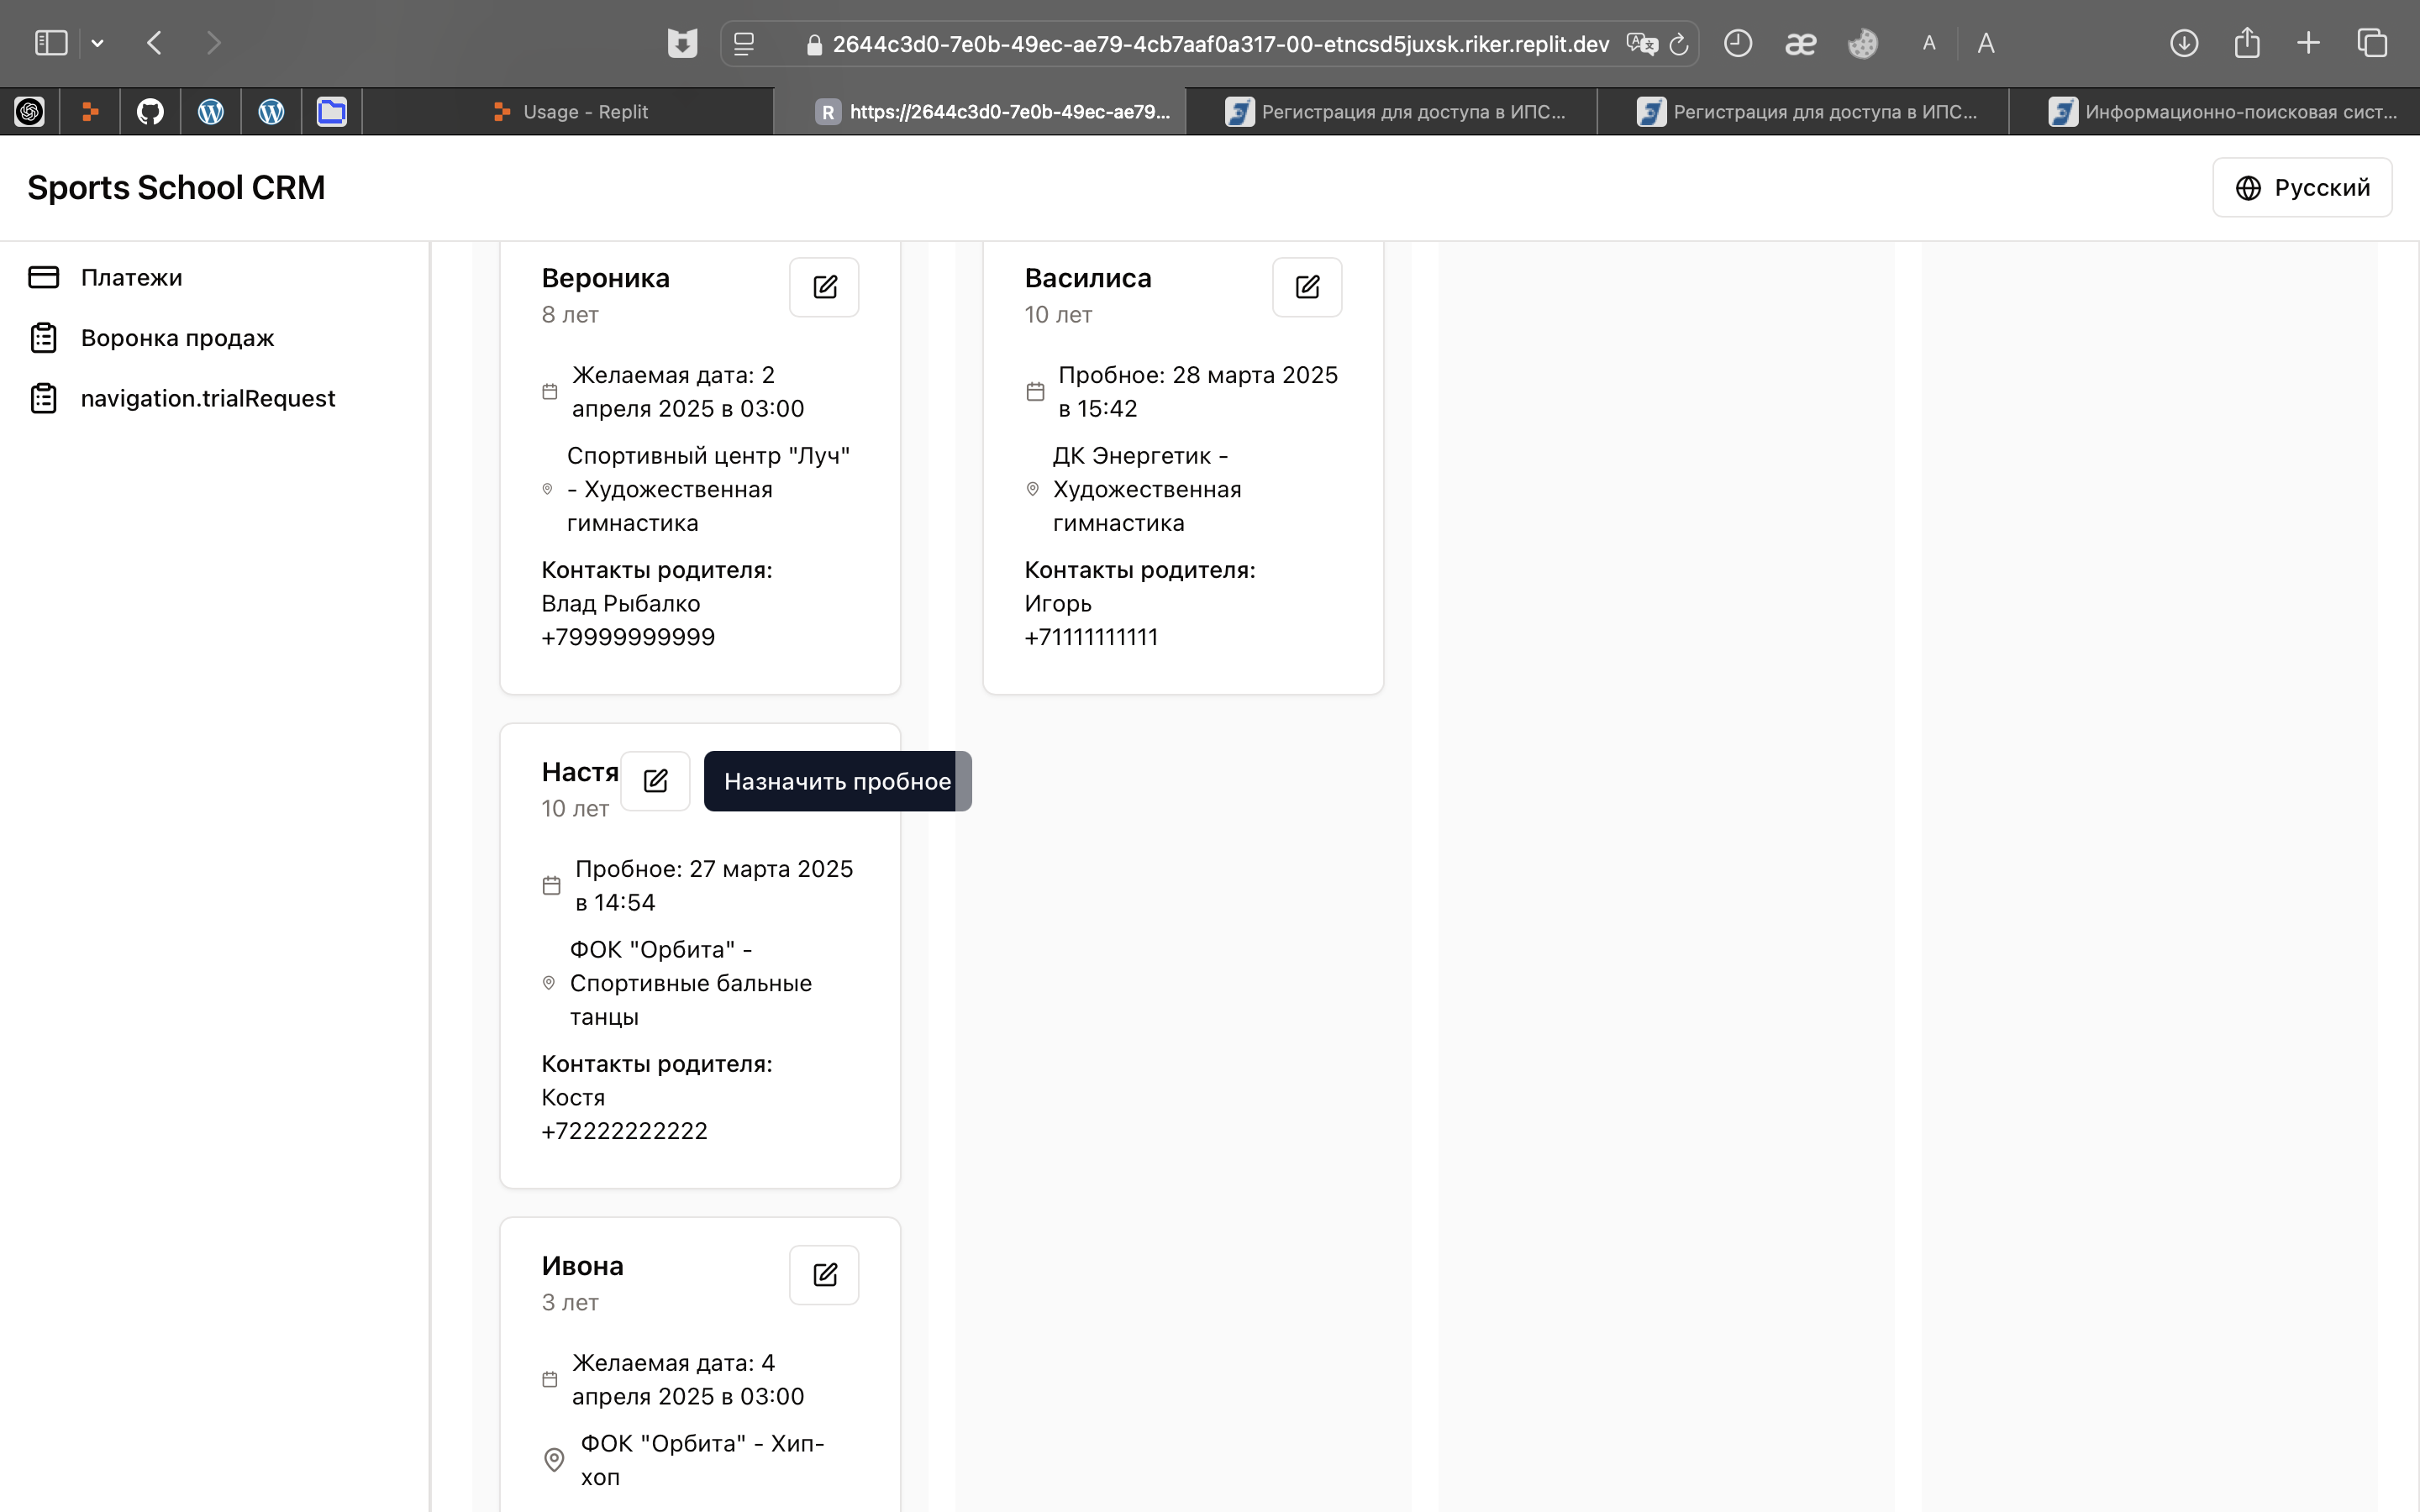 2644c3d0-7e0b-49ec-ae79-4cb7aaf0a317-00-etncsd5juxsk.riker.replit.dev
Usage - Replit
R https://2644c3d0-7e0b-49ec-ae79...
Регистрация для доступа в ИПС...
Регистрация для доступа в ИПС...
Информационно-поисковая сист...
Sports School CRM
Русский
Платежи
Воронка продаж
navigation.trialRequest
Вероника
8 лет
Желаемая дата: 2
апреля 2025 в 03:00
Спортивный центр "Луч"
- Художественная
гимнастика
Контакты родителя:
Влад Рыбалко
+79999999999
Настя
10 лет
Назначить пробное
Пробное: 27 марта 2025
в 14:54
ФОК "Орбита" -
Спортивные бальные
танцы
Контакты родителя:
Костя
+72222222222
Ивона
3 лет
Желаемая дата: 4
апреля 2025 в 03:00
ФОК "Орбита" - Хип-
хоп
Василиса
10 лет
Пробное: 28 марта 2025
в 15:42
ДК Энергетик -
Художественная
гимнастика
Контакты родителя:
Игорь
+71111111111